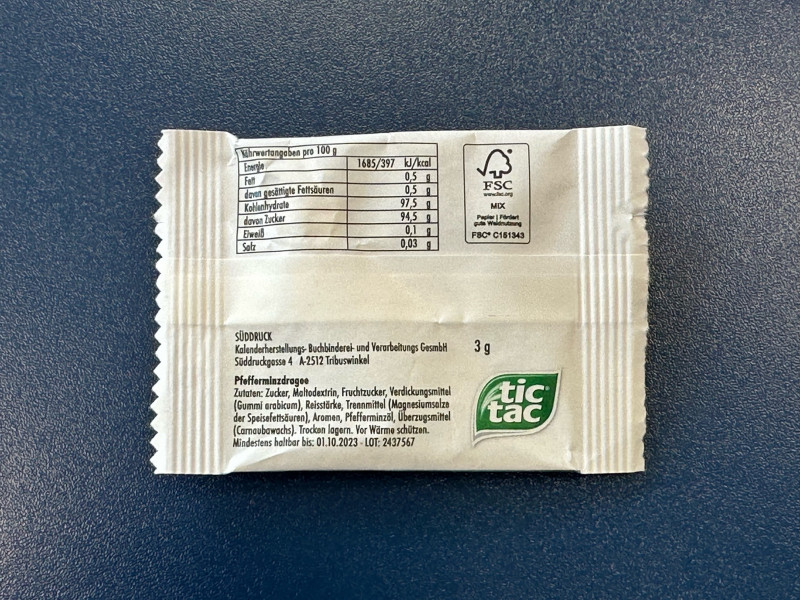 Nährwertangaben pro 100 g
Energie 1685/397 kJ/kcal
Fett 0,5 g
davon gesättigte Fettsäuren 0,5 g
Kohlenhydrate 97,5 g
davon Zucker 94,5 g
Eiweiß 0,1 g
Salz 0,03 g
FSC
www.fsc.org
MIX
Papier | Fördert
gute Waldnutzung
FSC® C151343
SÜDDRUCK
Kalenderherstellungs- Buchbinderei- und Verarbeitungs GesmbH
Süddruckgasse 4 A-2512 Tribuswinkel
3 g
Pfefferminzdragee
Zutaten: Zucker, Maltodextrin, Fruchtzucker, Verdickungsmittel
(Gummi arabicum), Reisstärke, Trennmittel (Magnesiumsalze
der Speisefettsäuren), Aromen, Pfefferminzöl, Überzugsmittel
(Carnaubawachs). Trocken lagern. Vor Wärme schützen.
Mindestens haltbar bis: 01.10.2023 - LOT: 2437567
tic
tac